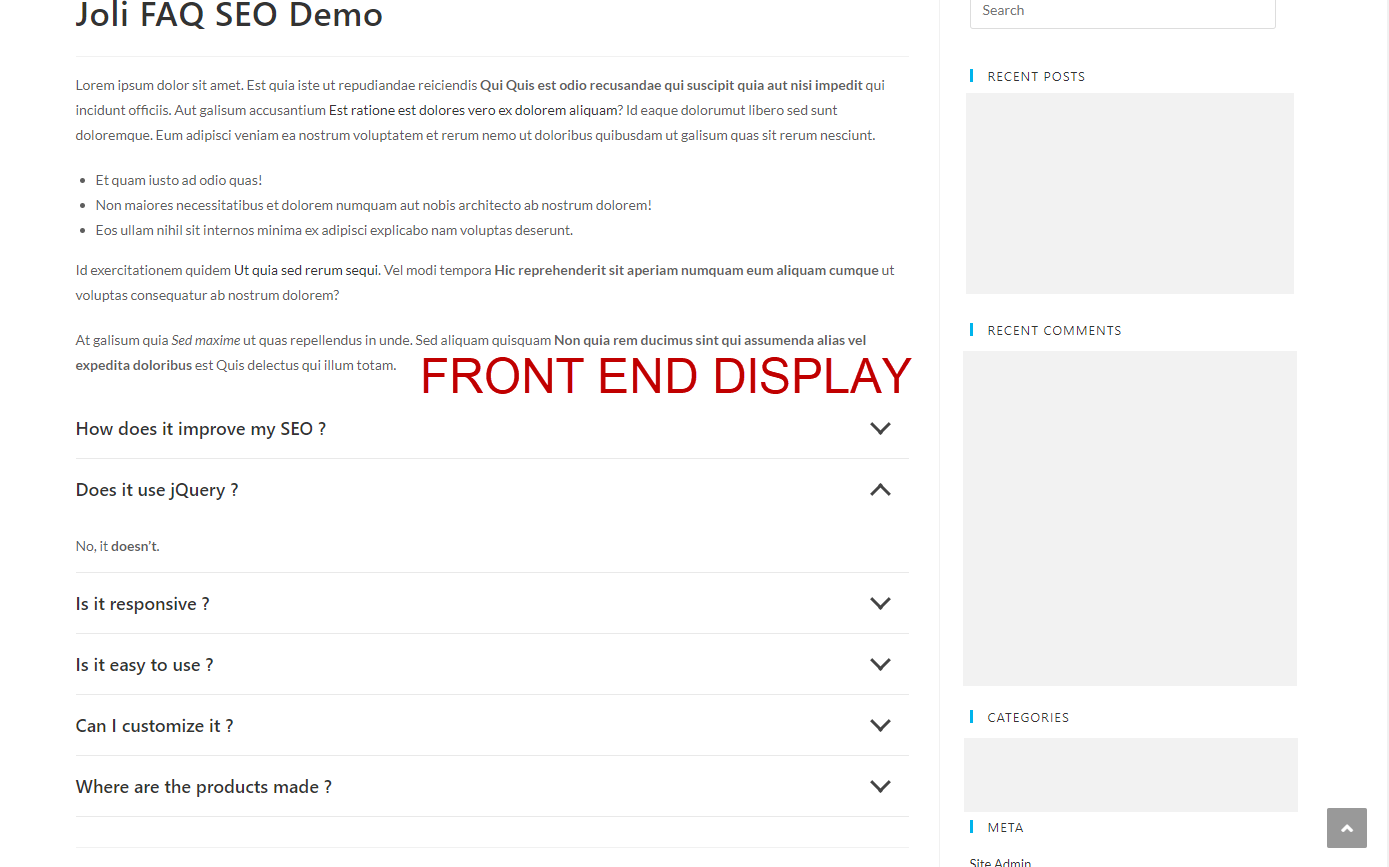 Joli FAQ SEO Demo
Lorem ipsum dolor sit amet. Est quia iste ut repudiandae reiciendis Qui Quis est odio recusandae qui suscipit quia aut nisi impedit qui
incidunt officiis. Aut galisum accusantium Est ratione est dolores vero ex dolorem aliquam? Id eaque dolorumut libero sed sunt
doloremque. Eum adipisci veniam ea nostrum voluptatem et rerum nemo ut doloribus quibusdam ut galisum quas sit rerum nesciunt.
Et quam iusto ad odio quas!
Non maiores necessitatibus et dolorem numquam aut nobis architecto ab nostrum dolorem!
Eos ullam nihil sit internos minima ex adipisci explicabo nam voluptas deserunt.
Id exercitationem quidem Ut quia sed rerum sequi. Vel modi tempora Hic reprehenderit sit aperiam numquam eum aliquam cumque ut
voluptas consequatur ab nostrum dolorem?
At galisum quia Sed maxime ut quas repellendus in unde. Sed aliquam quisquam Non quia rem ducimus sint qui assumenda alias vel
expedita doloribus est Quis delectus qui illum totam.
FRONT END DISPLAY
How does it improve my SEO ?
Does it use jQuery ?
No, it doesn't.
Is it responsive ?
Is it easy to use ?
Can I customize it ?
Where are the products made ?
Search
RECENT POSTS
RECENT COMMENTS
CATEGORIES
META
Site Admin